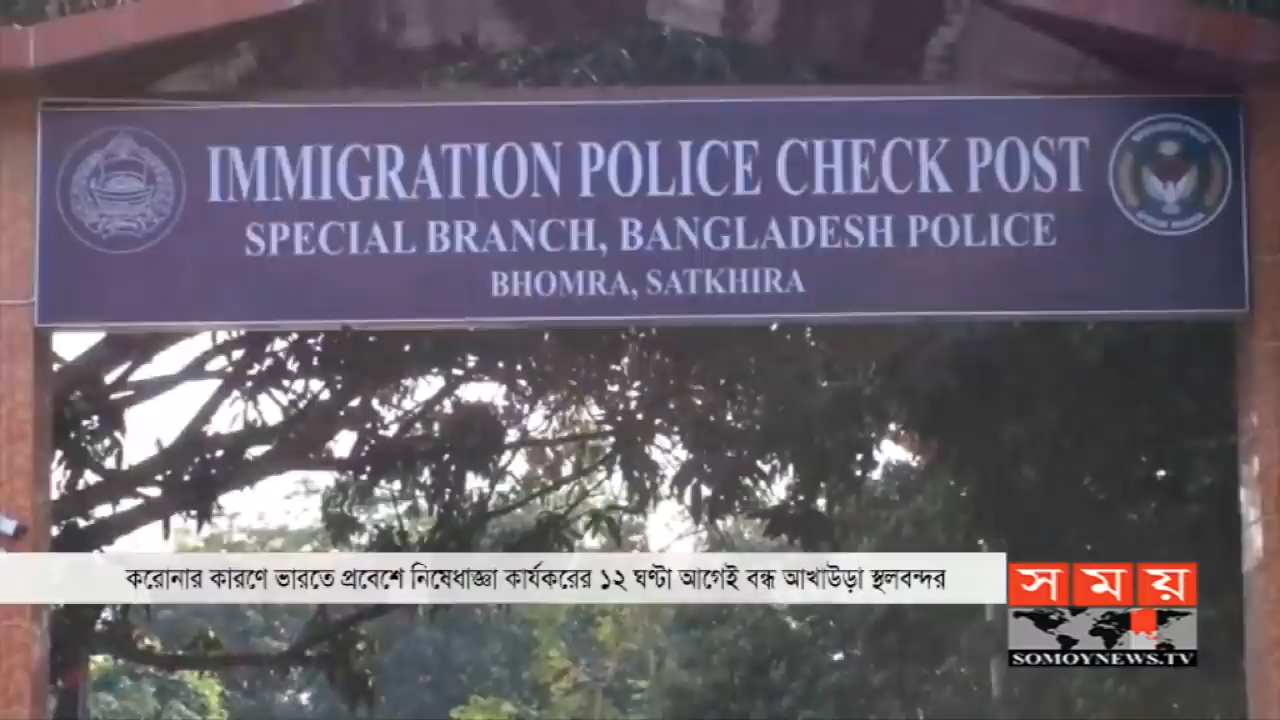 IMMIGRATION POLICE CHECK POST
SPECIAL BRANCH, BANGLADESH POLICE
BHOMRA, SATKHIRA
করোনার কারণে ভারতে প্রবেশে নিষেধাজ্ঞা কার্যকরের ১২ ঘণ্টা আগেই বন্ধ আখাউড়া স্থলবন্দর
সময়
SOMOYNEWS.TV